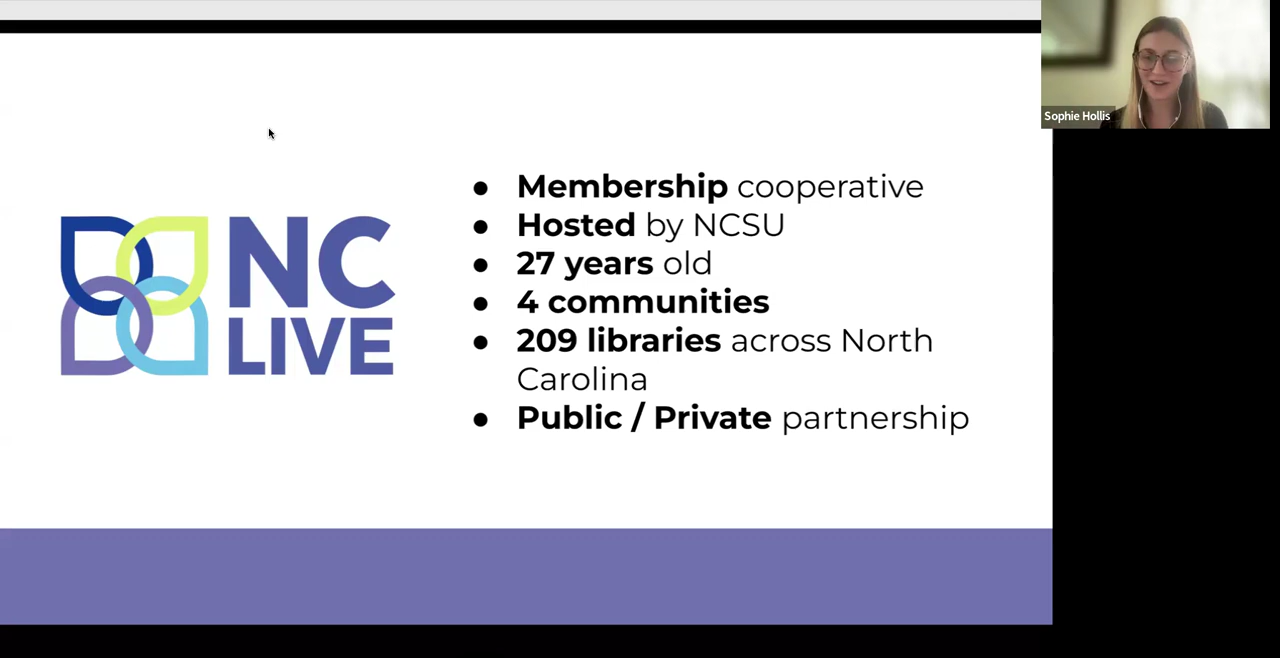 Sophie Hollis
NC
LIVE
● Membership cooperative
● Hosted by NCSU
● 27 years old
● 4 communities
● 209 libraries across North
Carolina
● Public / Private partnership